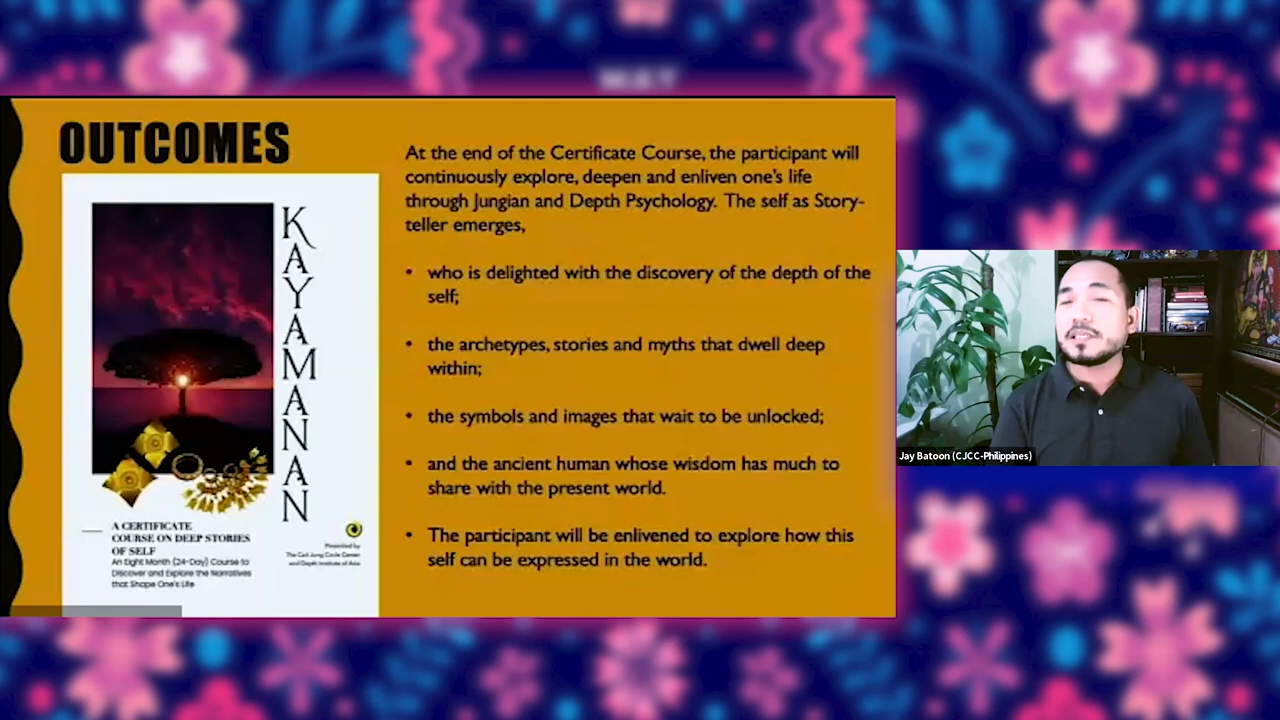 MAY
OUTCOMES
At the end of the Certificate Course, the participant will
continuously explore, deepen and enliven one's life
through Jungian and Depth Psychology. The self as Story-
teller emerges,
• who is delighted with the discovery of the depth of the
self;
• the archetypes, stories and myths that dwell deep
within;
• the symbols and images that wait to be unlocked;
• and the ancient human whose wisdom has much to
share with the present world.
• The participant will be enlivened to explore how this
self can be expressed in the world.
KAYAMANAN
A CERTIFICATE
COURSE ON DEEP STORIES
OF SELF
An Eight Month (24-Day) Course to
Discover and Explore the Narratives
that Shape One's Life
Presented by
The Carl Jung Circle Center
and Depth Institute of Asia
Jay Batoon (CJCC-Philippines)